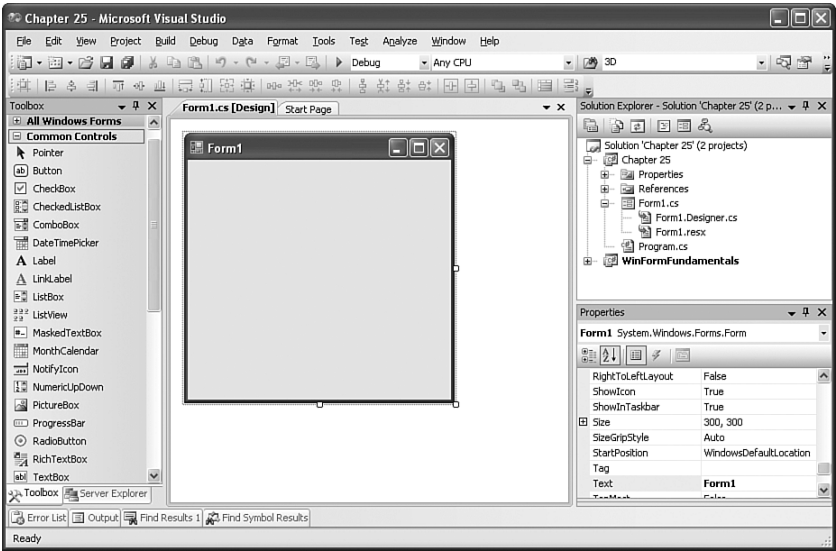 Chapter 25 - Microsoft Visual Studio
File Edit View Project Build Debug Data Format Tools Test Analyze Window Help
Debug Any CPU 3D
Toolbox
All Windows Forms
Common Controls
Pointer
Button
CheckBox
CheckedListBox
ComboBox
DateTimePicker
Label
LinkLabel
ListBox
ListView
MaskedTextBox
MonthCalendar
NotifyIcon
NumericUpDown
PictureBox
ProgressBar
RadioButton
RichTextBox
TextBox
Toolbox Server Explorer
Form1.cs [Design] Start Page
Form1
Solution Explorer - Solution 'Chapter 25' (2 p...
Solution 'Chapter 25' (2 projects)
Chapter 25
Properties
References
Form1.cs
Form1.Designer.cs
Form1.resx
Program.cs
WinFormFundamentals
Properties
Form1 System.Windows.Forms.Form
RightToLeftLayout False
ShowIcon True
ShowInTaskbar True
Size 300, 300
SizeGripStyle Auto
StartPosition WindowsDefaultLocation
Tag
Text Form1
TopMost False
Error List Output Find Results 1 Find Symbol Results
Ready